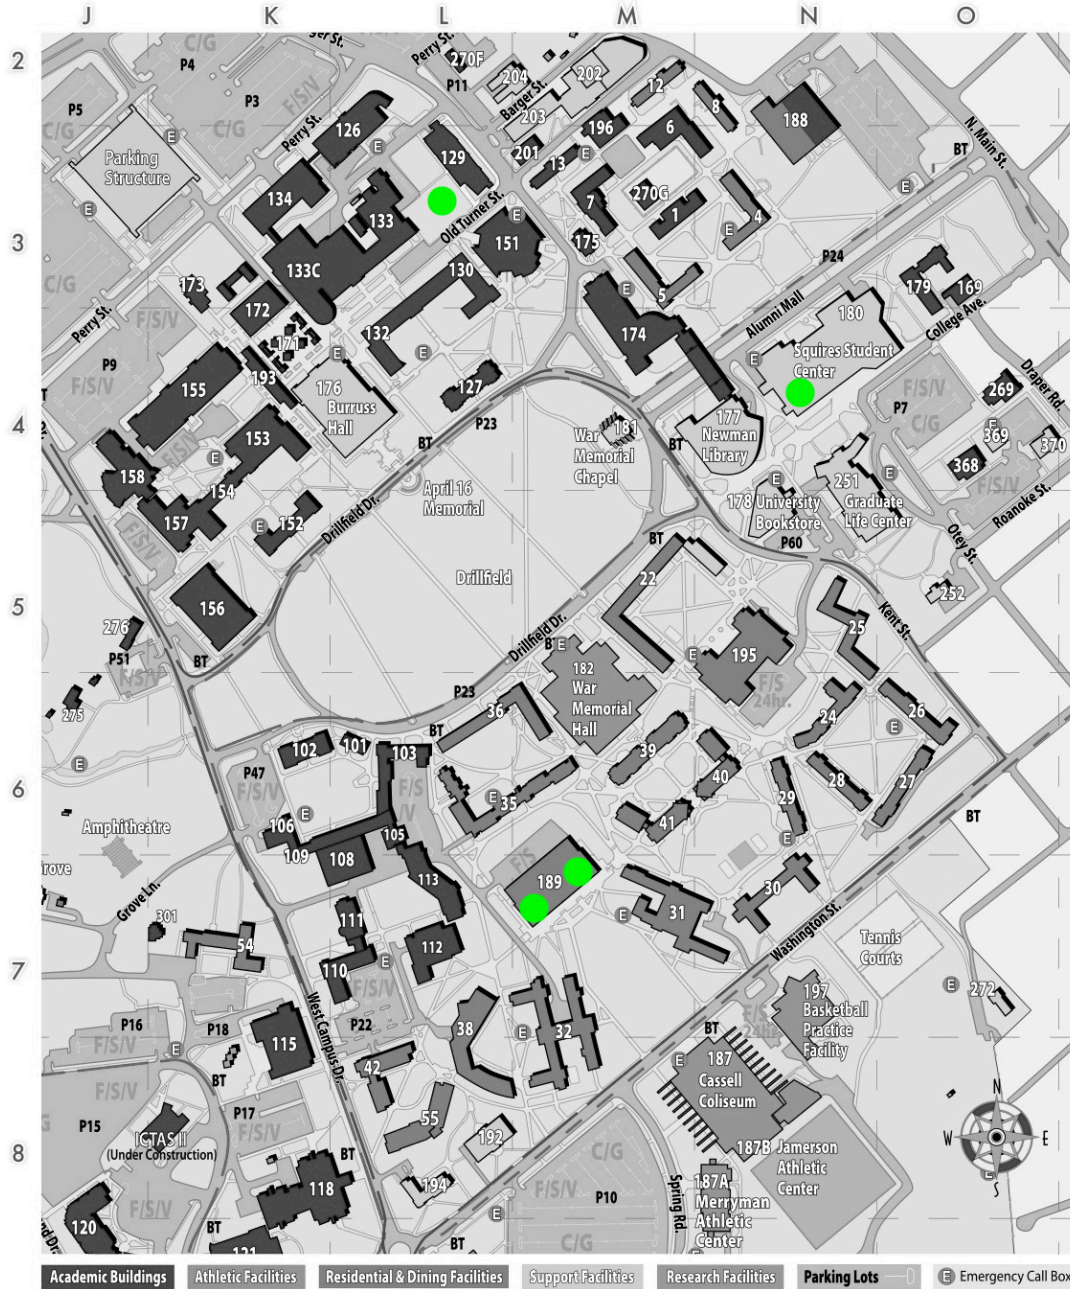 J K L M N O
2
P4
C/G
Perry St.
270F
P11
204
202
Barger St.
203
12
8
188
N. Main St.
BT
P5
C/G
P3
F/S/V
C/G
Perry St.
126
129
196
6
201
13
Parking
Structure
134
133
7
270G
1
4
Old Turner St.
3
151
175
P24
133C
130
5
179
169
College Ave.
173
172
Perry St.
F/S/V
174
Alumni Mall
180
Squires Student
Center
P9
F/S/V
171
132
193
155
176
Burruss
Hall
127
P23
BT
F/S/V
C/G
P7
269
Draper Rd.
4
153
181
War
Memorial
Chapel
177
Newman
Library
BT
369
370
368
F/S/V
158
154
April 16
Memorial
251
Graduate
Life Center
178 University
Bookstore
Roanoke St.
157
152
Drillfield Dr.
F/S/V
P60
Otey St.
BT
Drillfield
22
5
156
252
Kent St.
25
276
Drillfield Dr.
195
P51
F/S/V
BT
182
War
Memorial
Hall
F/S
24hr.
275
P23
36
BT
24
26
102
101
103
39
6
P47
F/S/V
F/S/V
40
28
27
35
29
106
105
41
BT
Amphitheatre
109
108
F/S
113
189
30
Grove Ln.
31
301
111
Washington St.
54
112
Tennis
Courts
7
110
F/S/V
272
197
Basketball
Practice
Facility
P16
F/S/V
P18
West Campus Dr.
P22
38
32
F/S
24hr.
BT
115
187
Cassell
Coliseum
42
BT
P17
F/S/V
55
P15
ICTAS II
(Under Construction)
192
187B
Jamerson
Athletic
Center
8
BT
C/G
118
194
F/S/V
P10
Spring Rd.
187A
Merryman
Athletic
Center
F/S/V
120
BT
121
BT
C/G
W N E S
Academic Buildings Athletic Facilities Residential & Dining Facilities Support Facilities Research Facilities Parking Lots E Emergency Call Box